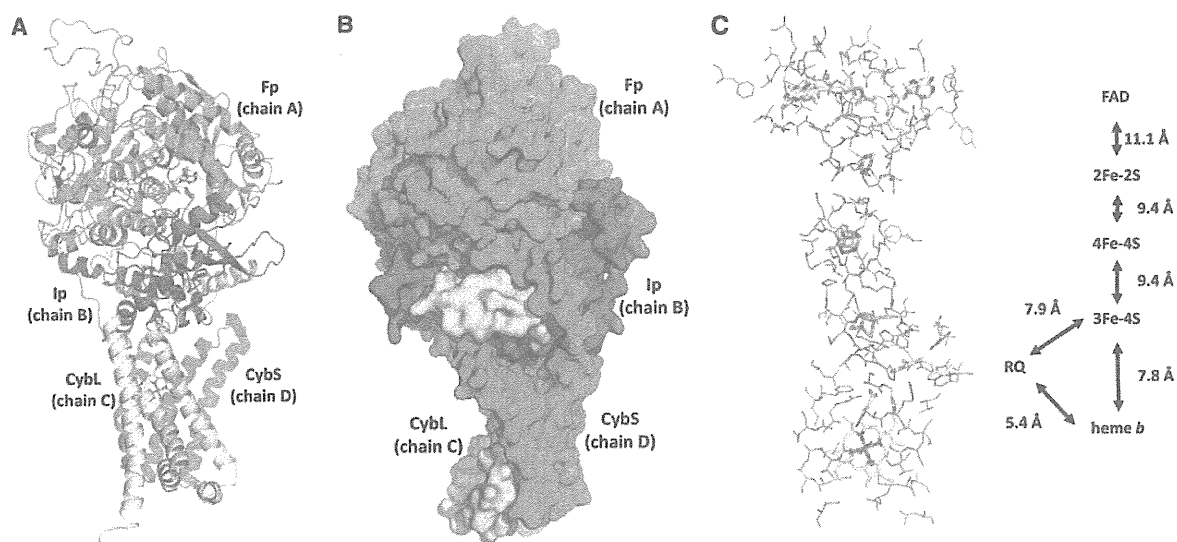 A
Fp
(chain A)
Ip
(chain B)
CybL
(chain C)
CybS
(chain D)
B
Fp
(chain A)
Ip
(chain B)
CybL
(chain C)
CybS
(chain D)
C
FAD
11.1 Å
2Fe-2S
9.4 Å
4Fe-4S
9.4 Å
3Fe-4S
7.9 Å
RQ
7.8 Å
5.4 Å
heme b